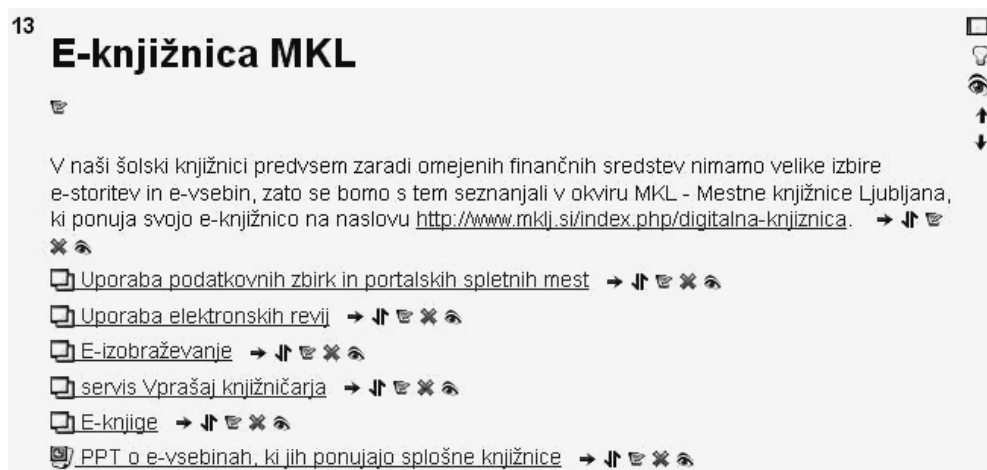 13
E-knjižnica MKL
V naši šolski knjižnici predvsem zaradi omejenih finančnih sredstev nimamo velike izbire
e-storitev in e-vsebin, zato se bomo s tem seznanjali v okviru MKL - Mestne knjižnice Ljubljana,
ki ponuja svojo e-knjižnico na naslovu http://www.mklj.si/index.php/digitalna-knjiznica.
Uporaba podatkovnih zbirk in portalskih spletnih mest
Uporaba elektronskih revij
E-izobraževanje
servis Vprašaj knjižničarja
E-knjige
PPT o e-vsebinah, ki jih ponujajo splošne knjižnice